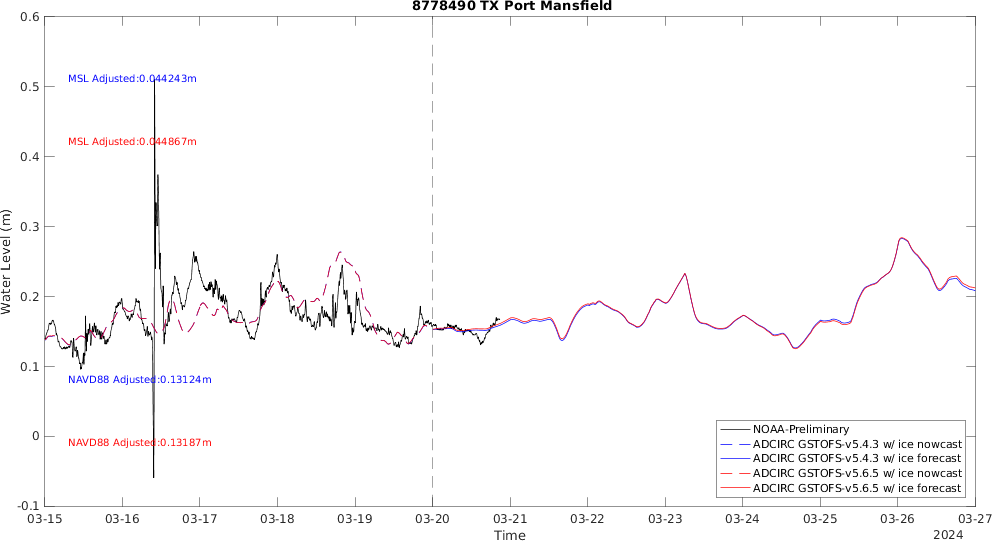 8778490 TX Port Mansfield
Water Level (m)
0.6
0.5
0.4
0.3
0.2
0.1
0
-0.1
MSL Adjusted:0.044243m
MSL Adjusted:0.044867m
NAVD88 Adjusted:0.13124m
NAVD88 Adjusted:0.13187m
NOAA-Preliminary
ADCIRC GSTOFS-v5.4.3 w/ ice nowcast
ADCIRC GSTOFS-v5.4.3 w/ ice forecast
ADCIRC GSTOFS-v5.6.5 w/ ice nowcast
ADCIRC GSTOFS-v5.6.5 w/ ice forecast
03-15 03-16 03-17 03-18 03-19 03-20 03-21 03-22 03-23 03-24 03-25 03-26 03-27
Time
2024